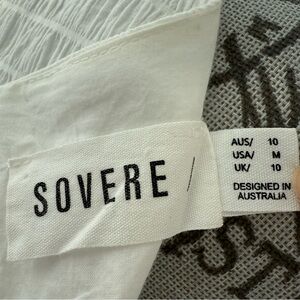 SOVERE
AUS/ 10
USA/ M
UK/ 10
DESIGNED IN
AUSTRALIA